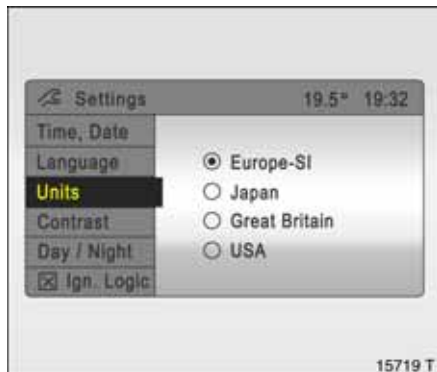 Settings 19.5° 19:32
Time, Date
Language
Units
Contrast
Day / Night
Ign. Logic
Europe-SI
Japan
Great Britain
USA
15719 T